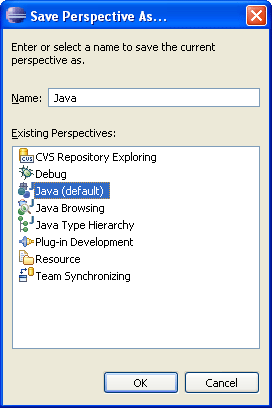 Save Perspective As...
Enter or select a name to save the current
perspective as.
Name: Java
Existing Perspectives:
CVS Repository Exploring
Debug
Java (default)
Java Browsing
Java Type Hierarchy
Plug-in Development
Resource
Team Synchronizing
OK Cancel